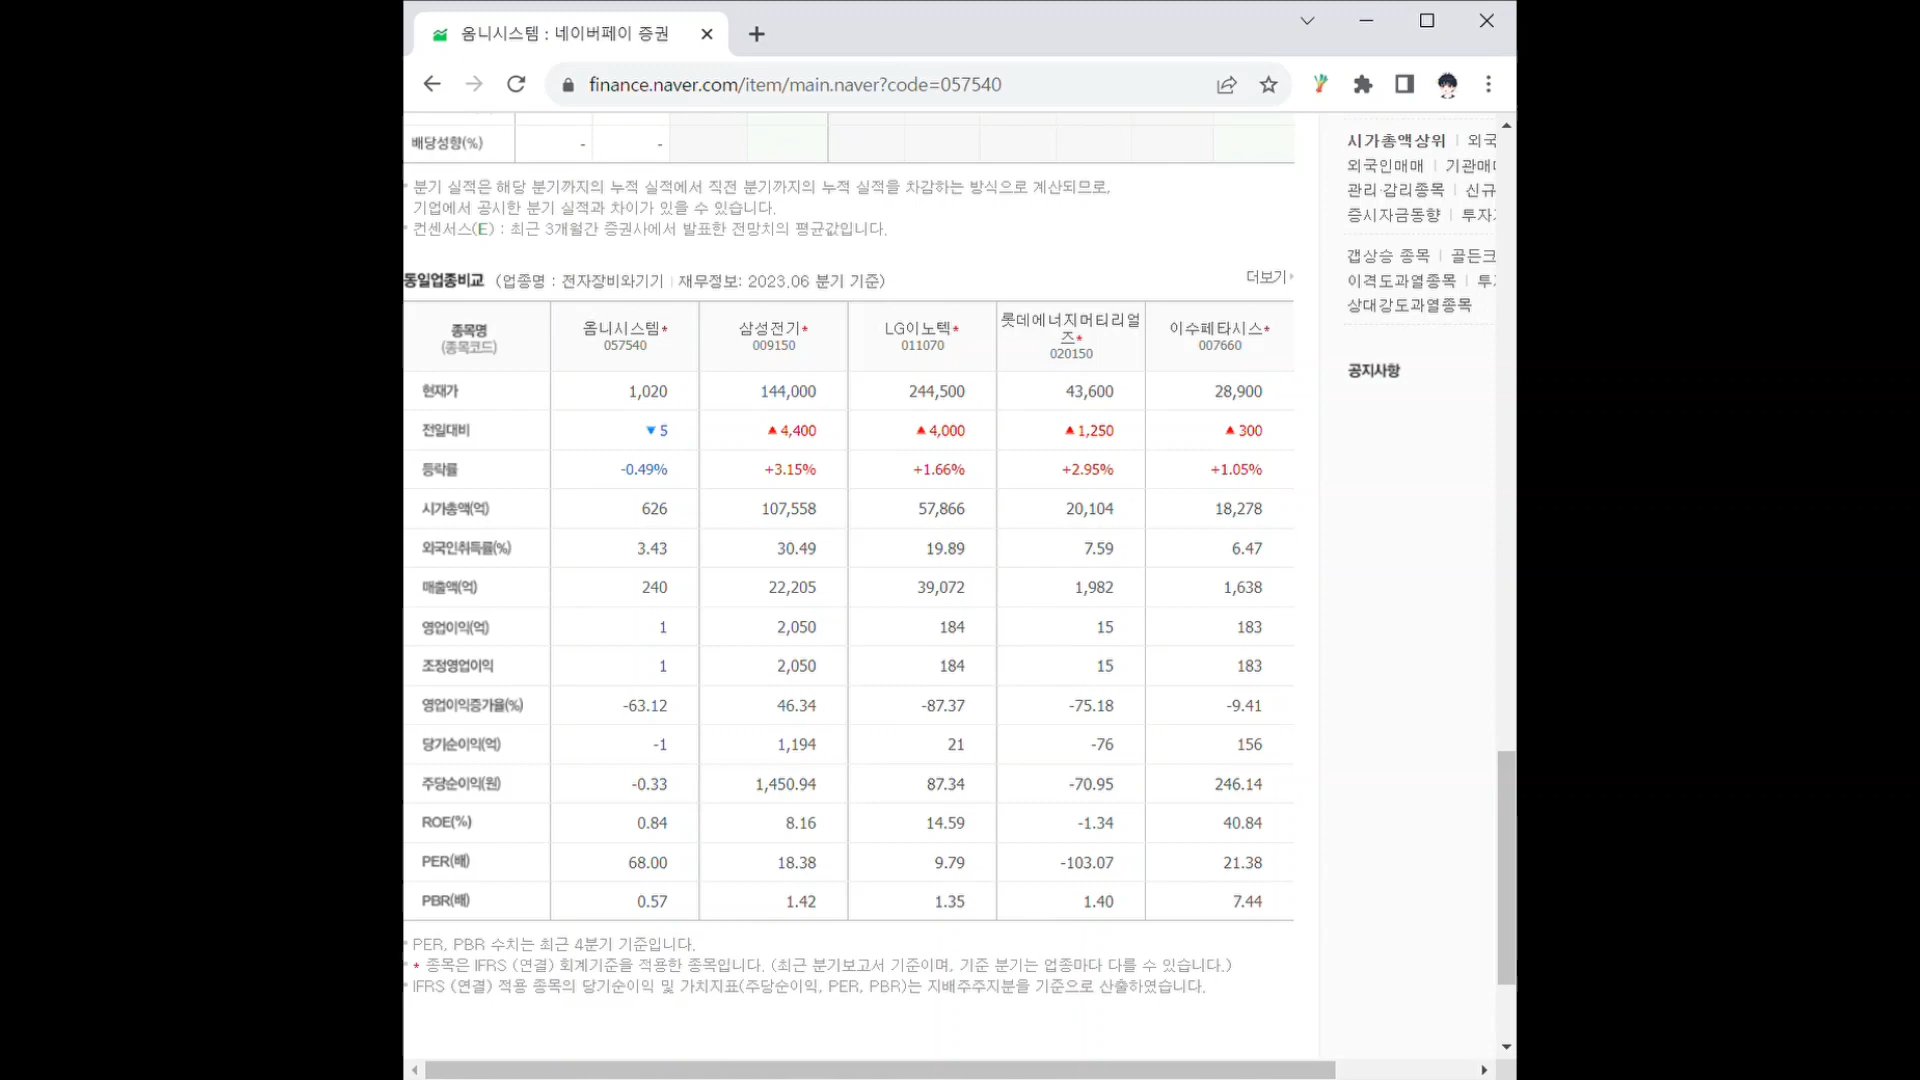 옴니시스템 : 네이버페이 증권
finance.naver.com/item/main.naver?code=057540
배당성향(%) - -
* 분기 실적은 해당 분기까지의 누적 실적에서 직전 분기까지의 누적 실적을 차감하는 방식으로 계산되므로,
기업에서 공시한 분기 실적과 차이가 있을 수 있습니다.
* 컨센서스(E) : 최근 3개월간 증권사에서 발표한 전망치의 평균값입니다.
동일업종비교 (업종명 : 전자장비와기기 | 재무정보: 2023.06 분기 기준) 더보기
종목명 (종목코드) 옴니시스템* 057540 삼성전기* 009150 LG이노텍* 011070 롯데에너지머티리얼즈* 020150 이수페타시스* 007660
현재가 1,020 144,000 244,500 43,600 28,900
전일대비 ▼ 5 ▲ 4,400 ▲ 4,000 ▲ 1,250 ▲ 300
등락률 -0.49% +3.15% +1.66% +2.95% +1.05%
시가총액(억) 626 107,558 57,866 20,104 18,278
외국인취득률(%) 3.43 30.49 19.89 7.59 6.47
매출액(억) 240 22,205 39,072 1,982 1,638
영업이익(억) 1 2,050 184 15 183
조정영업이익 1 2,050 184 15 183
영업이익증가율(%) -63.12 46.34 -87.37 -75.18 -9.41
당기순이익(억) -1 1,194 21 -76 156
주당순이익(원) -0.33 1,450.94 87.34 -70.95 246.14
ROE(%) 0.84 8.16 14.59 -1.34 40.84
PER(배) 68.00 18.38 9.79 -103.07 21.38
PBR(배) 0.57 1.42 1.35 1.40 7.44
* PER, PBR 수치는 최근 4분기 기준입니다.
* * 종목은 IFRS (연결) 회계기준을 적용한 종목입니다. (최근 분기보고서 기준이며, 기준 분기는 업종마다 다를 수 있습니다.)
* IFRS (연결) 적용 종목의 당기순이익 및 가치지표(주당순이익, PER, PBR)는 지배주주지분을 기준으로 산출하였습니다.
시가총액상위 | 외국
외국인매매 | 기관매
관리·감리종목 | 신규
증시자금동향 | 투자
갭상승 종목 | 골든크
이격도과열종목 | 투
상대강도과열종목
공지사항